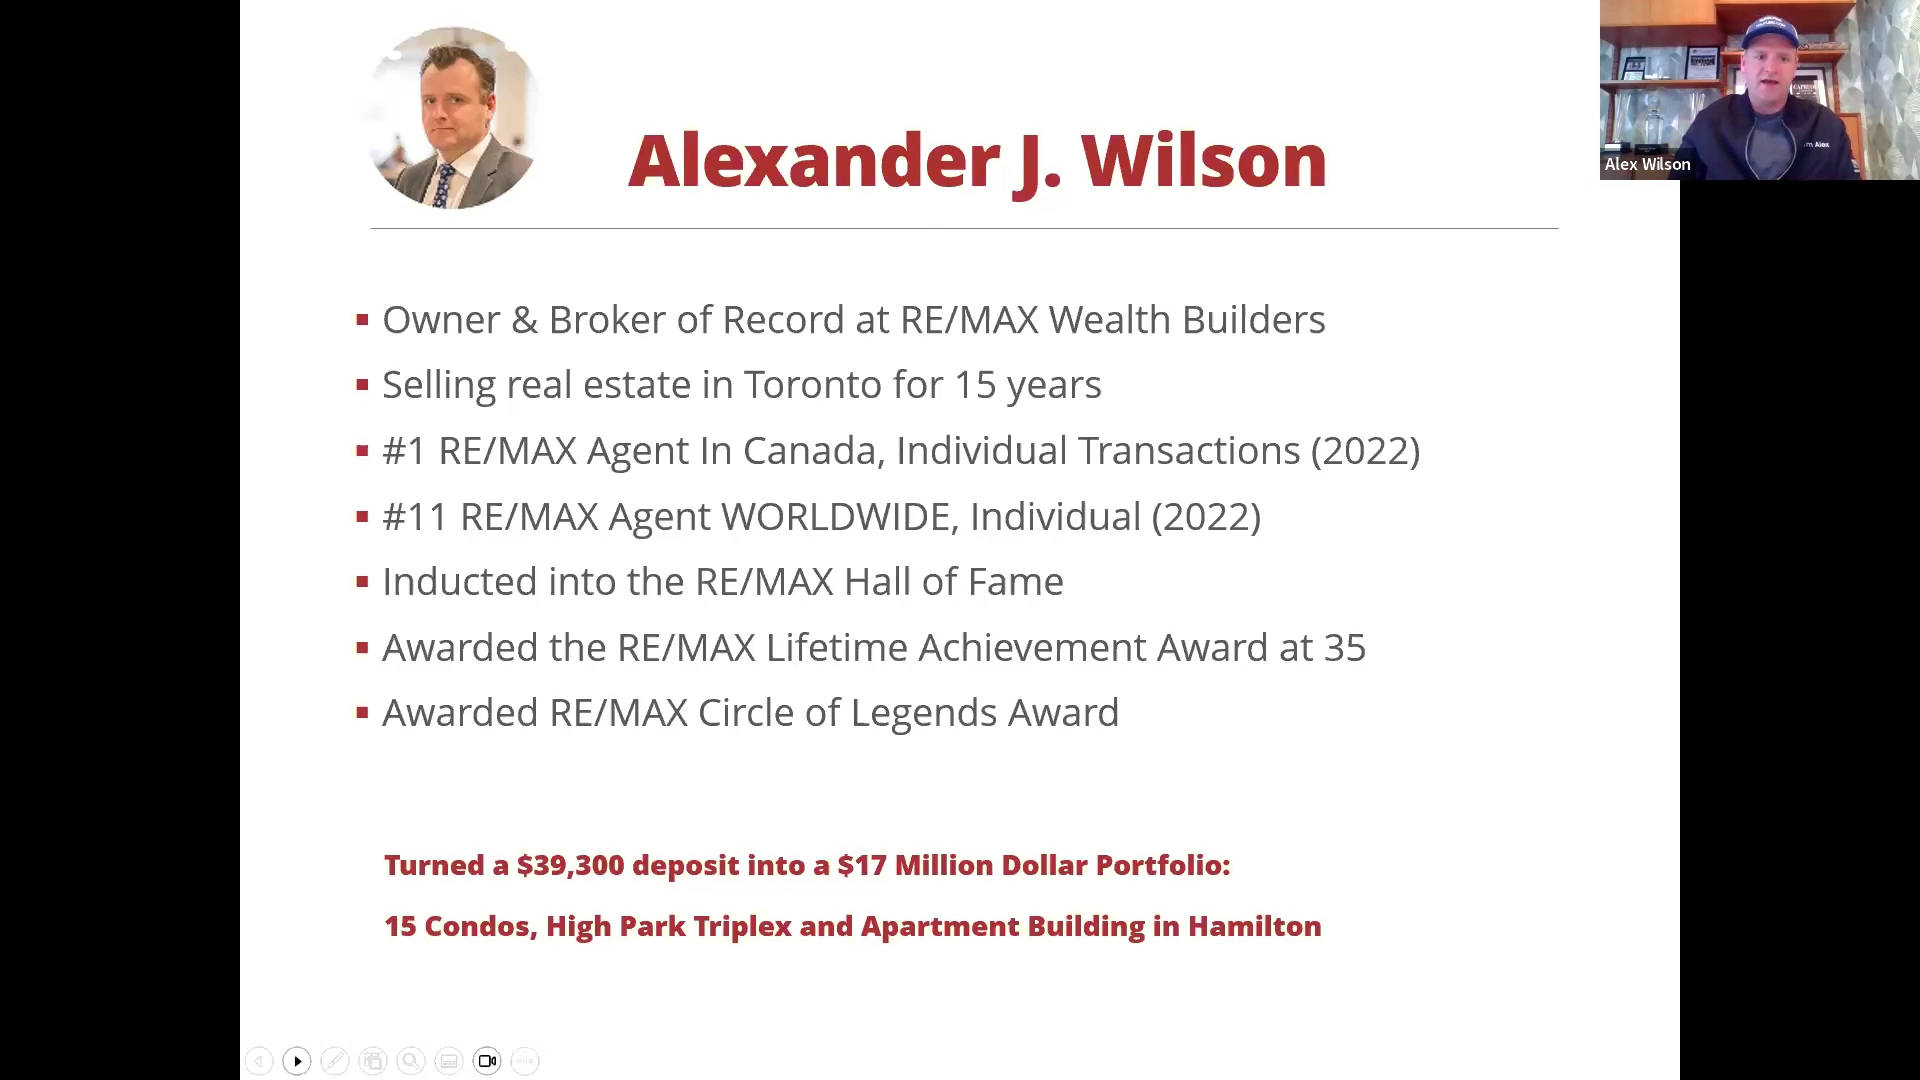 Alexander J. Wilson
Alex Wilson
Owner & Broker of Record at RE/MAX Wealth Builders
Selling real estate in Toronto for 15 years
#1 RE/MAX Agent In Canada, Individual Transactions (2022)
#11 RE/MAX Agent WORLDWIDE, Individual (2022)
Inducted into the RE/MAX Hall of Fame
Awarded the RE/MAX Lifetime Achievement Award at 35
Awarded RE/MAX Circle of Legends Award
Turned a $39,300 deposit into a $17 Million Dollar Portfolio:
15 Condos, High Park Triplex and Apartment Building in Hamilton